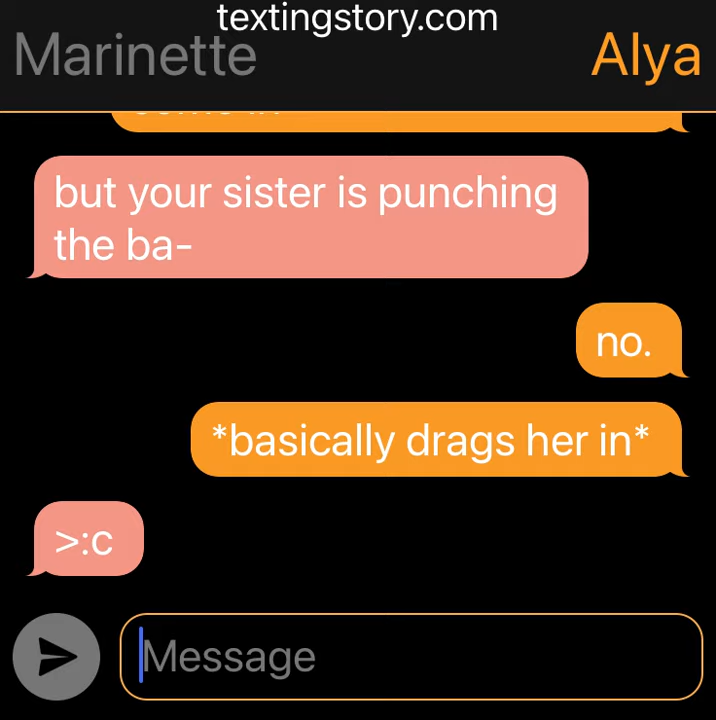 textingstory.com
Marinette
Alya
but your sister is punching
the ba-
no.
*basically drags her in*
>:c
Message